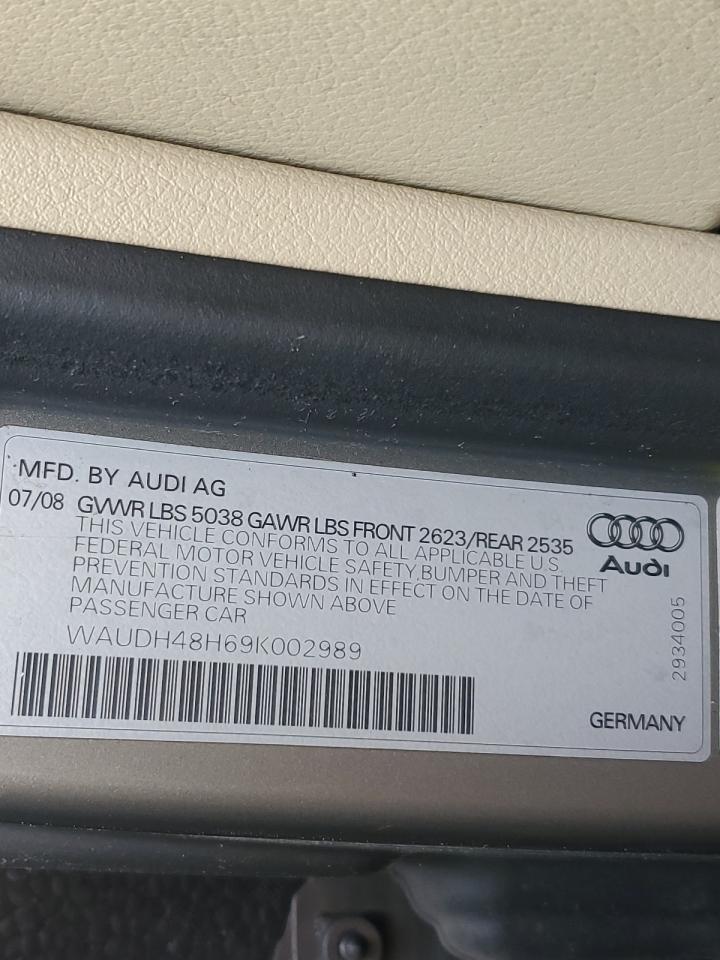 MFD. BY AUDI AG
07/08 GVWR LBS 5038 GAWR LBS FRONT 2623/REAR 2535
THIS VEHICLE CONFORMS TO ALL APPLICABLE U.S.
FEDERAL MOTOR VEHICLE SAFETY,BUMPER AND THEFT
PREVENTION STANDARDS IN EFFECT ON THE DATE OF
MANUFACTURE SHOWN ABOVE
PASSENGER CAR
WAUDH48H69K002989
Audi
2934005
GERMANY